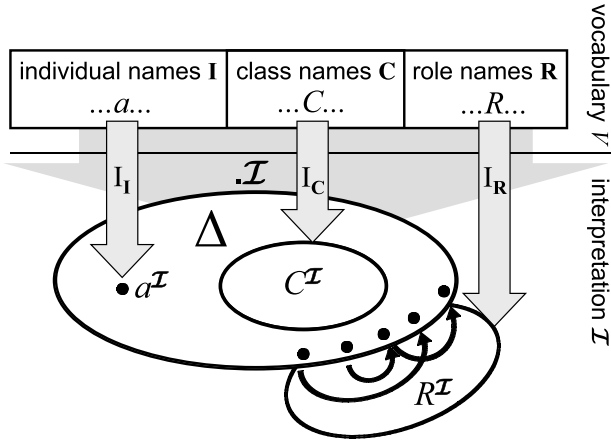 individual names I class names C role names R
...a... ...C... ...R...
vocabulary V
.ℐ
I_I I_C I_R
Δ
a^ℐ C^ℐ
R^ℐ
interpretation ℐ